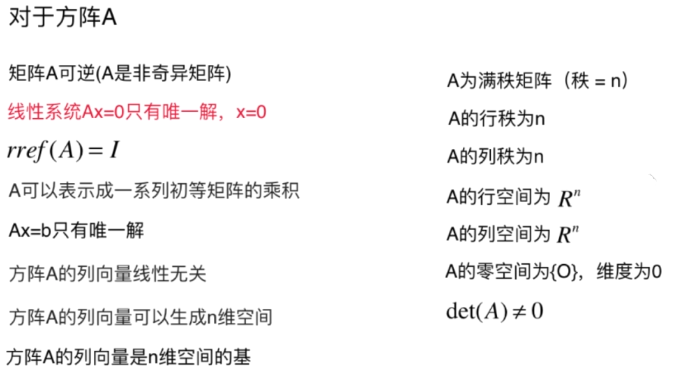 对于方阵A
矩阵A可逆(A是非奇异矩阵)
线性系统Ax=0只有唯一解，x=0
rref(A) = I
A可以表示成一系列初等矩阵的乘积
Ax=b只有唯一解
方阵A的列向量线性无关
方阵A的列向量可以生成n维空间
方阵A的列向量是n维空间的基
A为满秩矩阵（秩 = n）
A的行秩为n
A的列秩为n
A的行空间为 Rⁿ
A的列空间为 Rⁿ
A的零空间为{O}，维度为0
det(A) ≠ 0